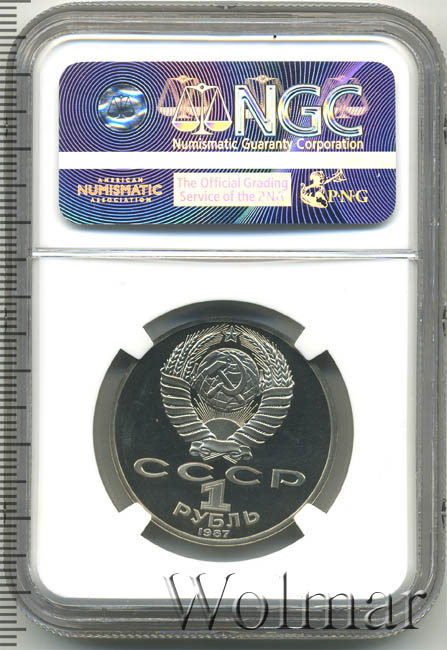 NGC
Numismatic Guaranty Corporation
AMERICAN
NUMISMATIC
ASSOCIATION
The Official Grading
Service of the PNG
PNG
СССР
1
РУБЛЬ
1987
Wolmar